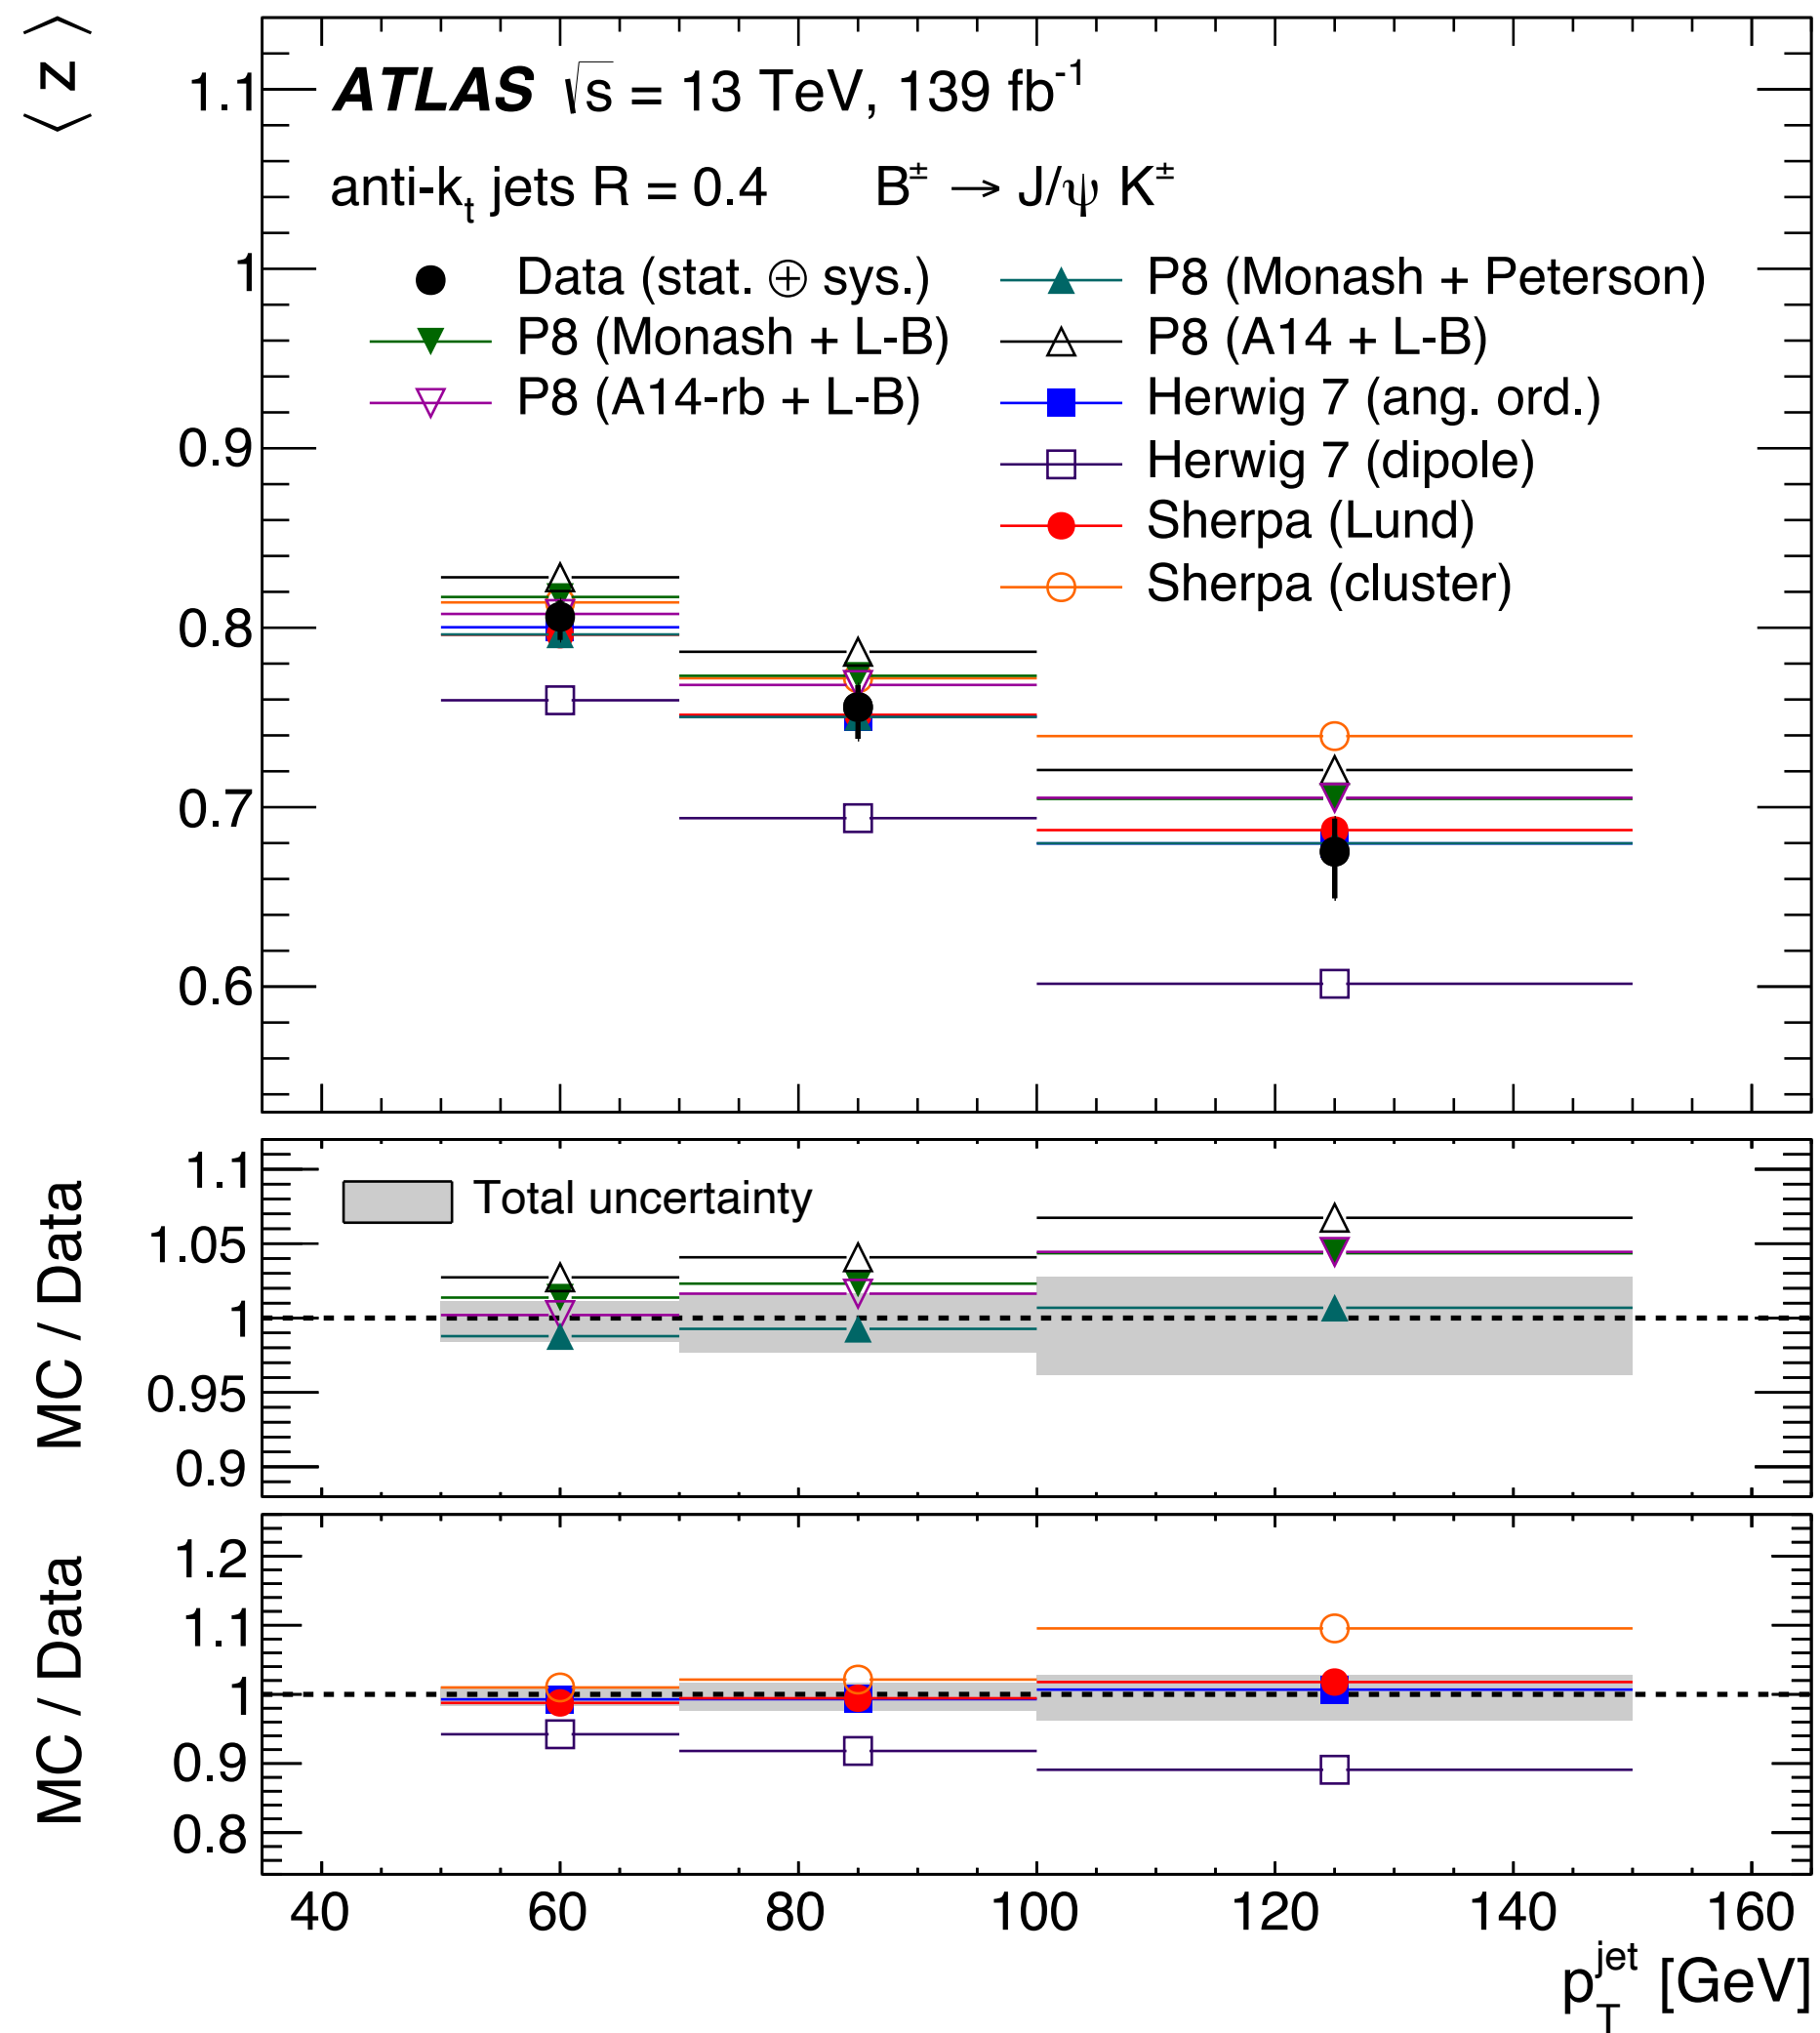 ⟨ z ⟩
ATLAS √s = 13 TeV, 139 fb⁻¹
anti-kₜ jets R = 0.4 B± → J/ψ K±
Data (stat. ⊕ sys.)
P8 (Monash + L-B)
P8 (A14-rb + L-B)
P8 (Monash + Peterson)
P8 (A14 + L-B)
Herwig 7 (ang. ord.)
Herwig 7 (dipole)
Sherpa (Lund)
Sherpa (cluster)
1.1
1
0.9
0.8
0.7
0.6
MC / Data
Total uncertainty
1.1
1.05
1
0.95
0.9
MC / Data
1.2
1.1
1
0.9
0.8
40 60 80 100 120 140 160
p_T^jet [GeV]